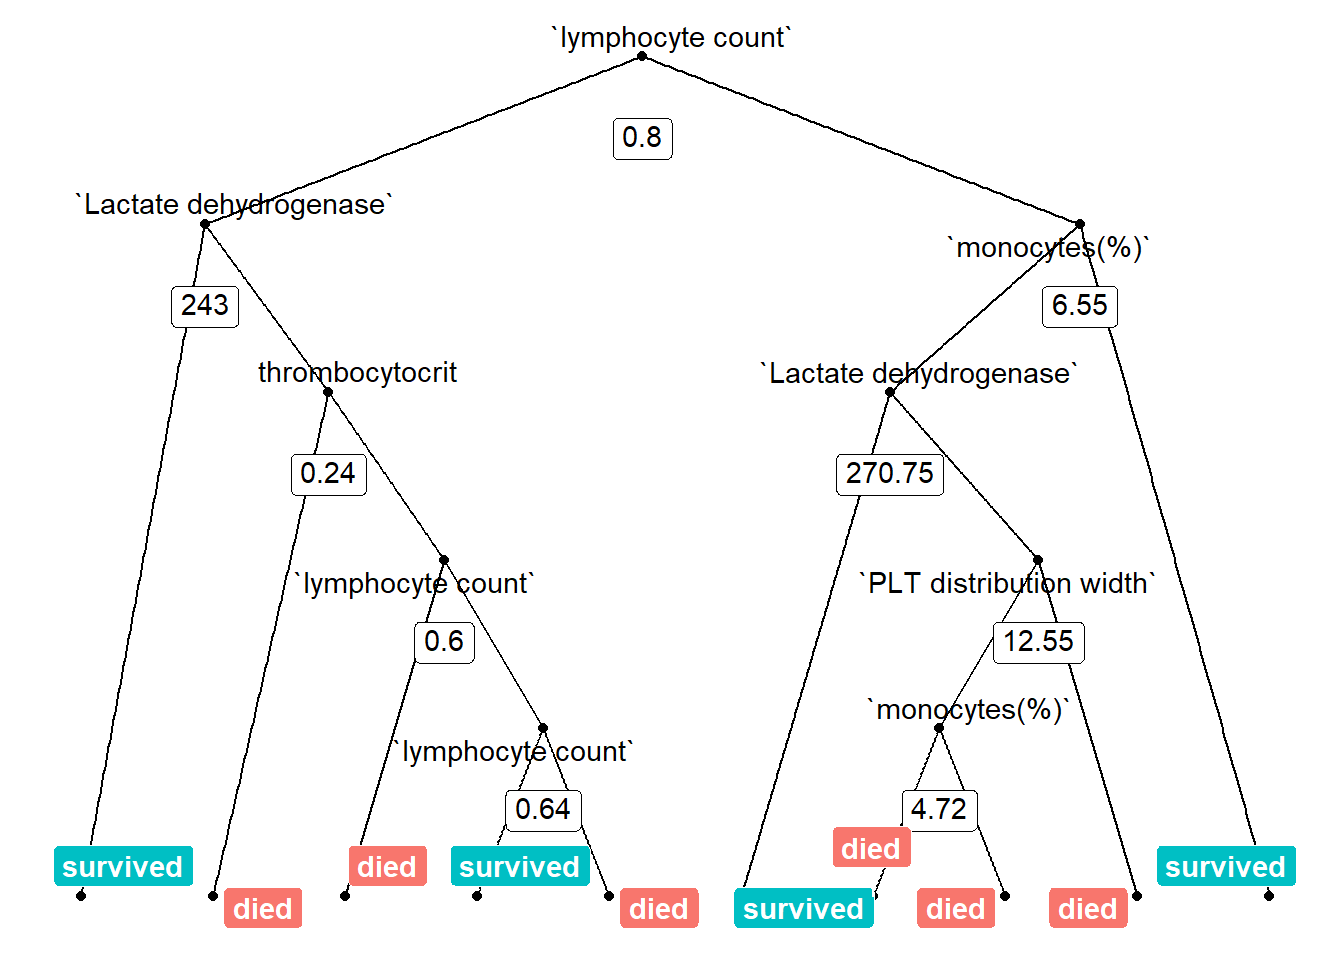 `lymphocyte count`
0.8
`Lactate dehydrogenase`
`monocytes(%)`
243
6.55
thrombocytocrit
`Lactate dehydrogenase`
0.24
270.75
`lymphocyte count`
`PLT distribution width`
0.6
12.55
`monocytes(%)`
`lymphocyte count`
0.64
4.72
died
survived
died
survived
survived
died
died
survived
died
died